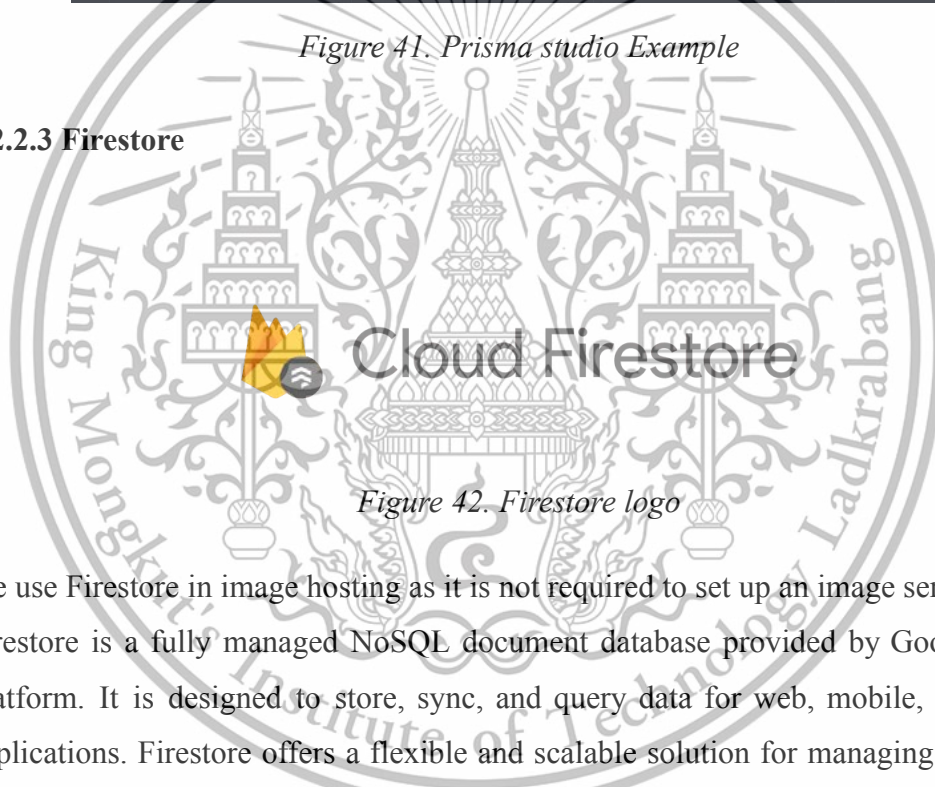 Figure 41. Prisma studio Example
2.2.3 Firestore
Cloud Firestore
Figure 42. Firestore logo
e use Firestore in image hosting as it is not required to set up an image ser
restore is a fully managed NoSQL document database provided by Goo
atform. It is designed to store, sync, and query data for web, mobile,
plications. Firestore offers a flexible and scalable solution for managing
King Mongkut's Institute of Technology Ladkrabang